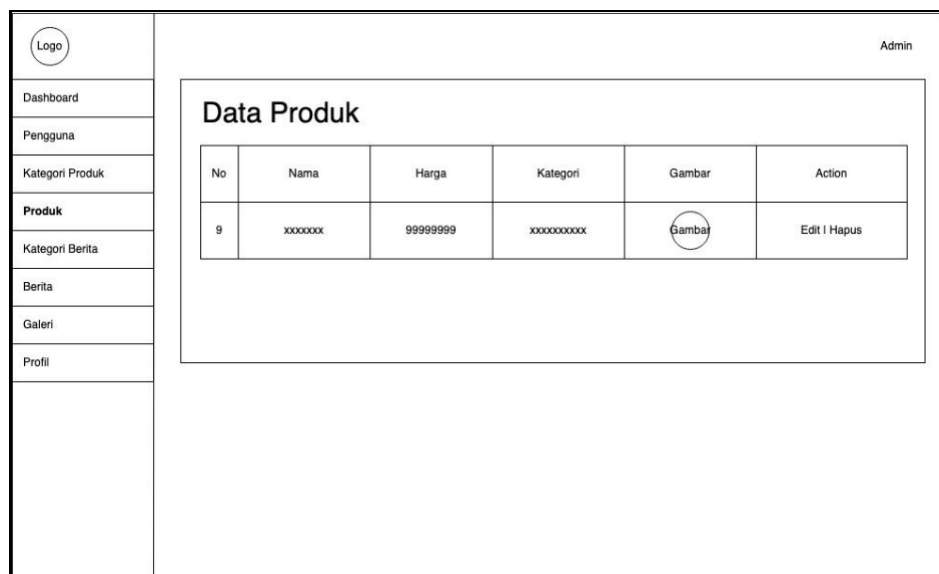 Logo
Admin
Dashboard
Pengguna
Kategori Produk
Produk
Kategori Berita
Berita
Galeri
Profil
Data Produk
No Nama Harga Kategori Gambar Action
9 xxxxxxx 99999999 xxxxxxxxxx Gambar Edit | Hapus